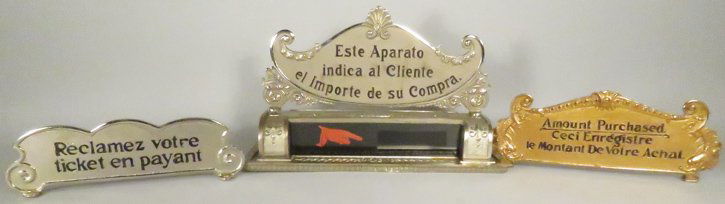 Reclamez votre
ticket en payant
Este Aparato
indica al Cliente
el Importe de su Compra.
Amount Purchased.
Ceci Enrégistre
le Montant De Votre Achat.